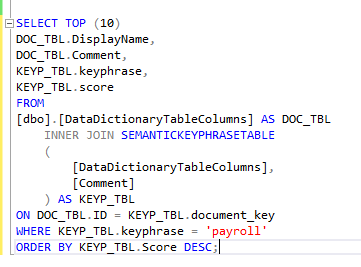 SELECT TOP (10)
DOC_TBL.DisplayName,
DOC_TBL.Comment,
KEYP_TBL.keyphrase,
KEYP_TBL.score
FROM
[dbo].[DataDictionaryTableColumns] AS DOC_TBL
    INNER JOIN SEMANTICKEYPHRASETABLE
    (
        [DataDictionaryTableColumns],
        [Comment]
    ) AS KEYP_TBL
ON DOC_TBL.ID = KEYP_TBL.document_key
WHERE KEYP_TBL.keyphrase = 'payroll'
ORDER BY KEYP_TBL.Score DESC;